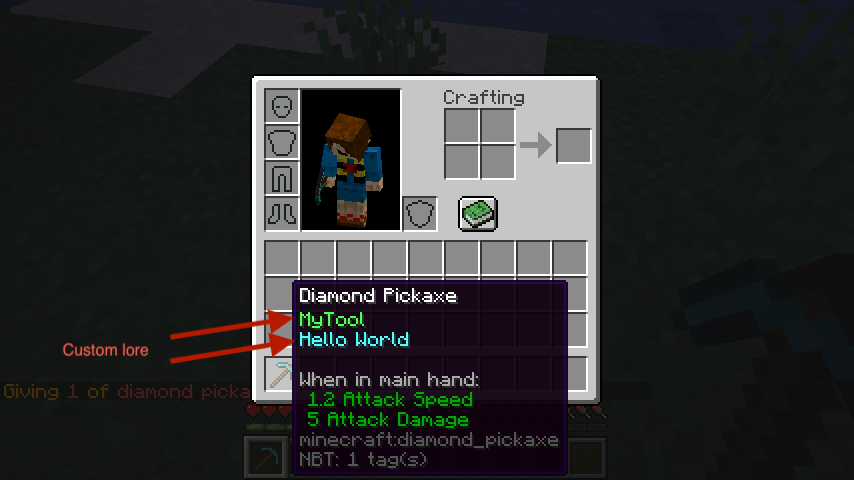 Crafting
Diamond Pickaxe
MyTool
Hello World
Custom lore
When in main hand:
1.2 Attack Speed
Giving 1 of diamond picka
5 Attack Damage
minecraft:diamond_pickaxe
NBT: 1 tag(s)